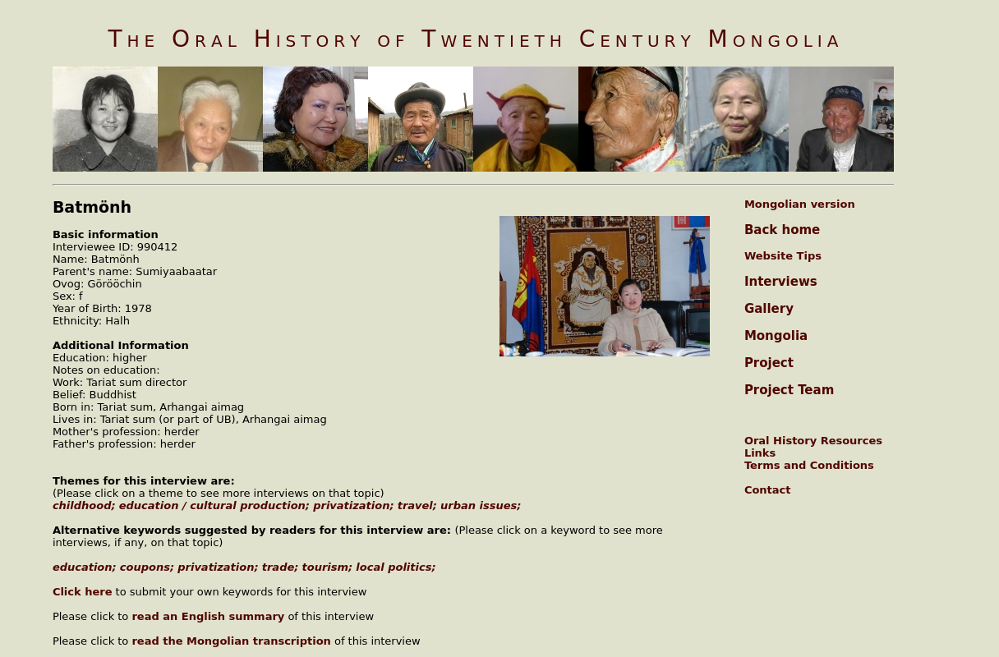 The Oral History of Twentieth Century Mongolia
Batmönh
Basic information
Interviewee ID: 990412
Name: Batmönh
Parent's name: Sumiyaabaatar
Ovog: Görööchin
Sex: f
Year of Birth: 1978
Ethnicity: Halh
Additional Information
Education: higher
Notes on education:
Work: Tariat sum director
Belief: Buddhist
Born in: Tariat sum, Arhangai aimag
Lives in: Tariat sum (or part of UB), Arhangai aimag
Mother's profession: herder
Father's profession: herder
Themes for this interview are:
(Please click on a theme to see more interviews on that topic)
childhood; education / cultural production; privatization; travel; urban issues;
Alternative keywords suggested by readers for this interview are: (Please click on a keyword to see more
interviews, if any, on that topic)
education; coupons; privatization; trade; tourism; local politics;
Click here to submit your own keywords for this interview
Please click to read an English summary of this interview
Please click to read the Mongolian transcription of this interview
Mongolian version
Back home
Website Tips
Interviews
Gallery
Mongolia
Project
Project Team
Oral History Resources
Links
Terms and Conditions
Contact